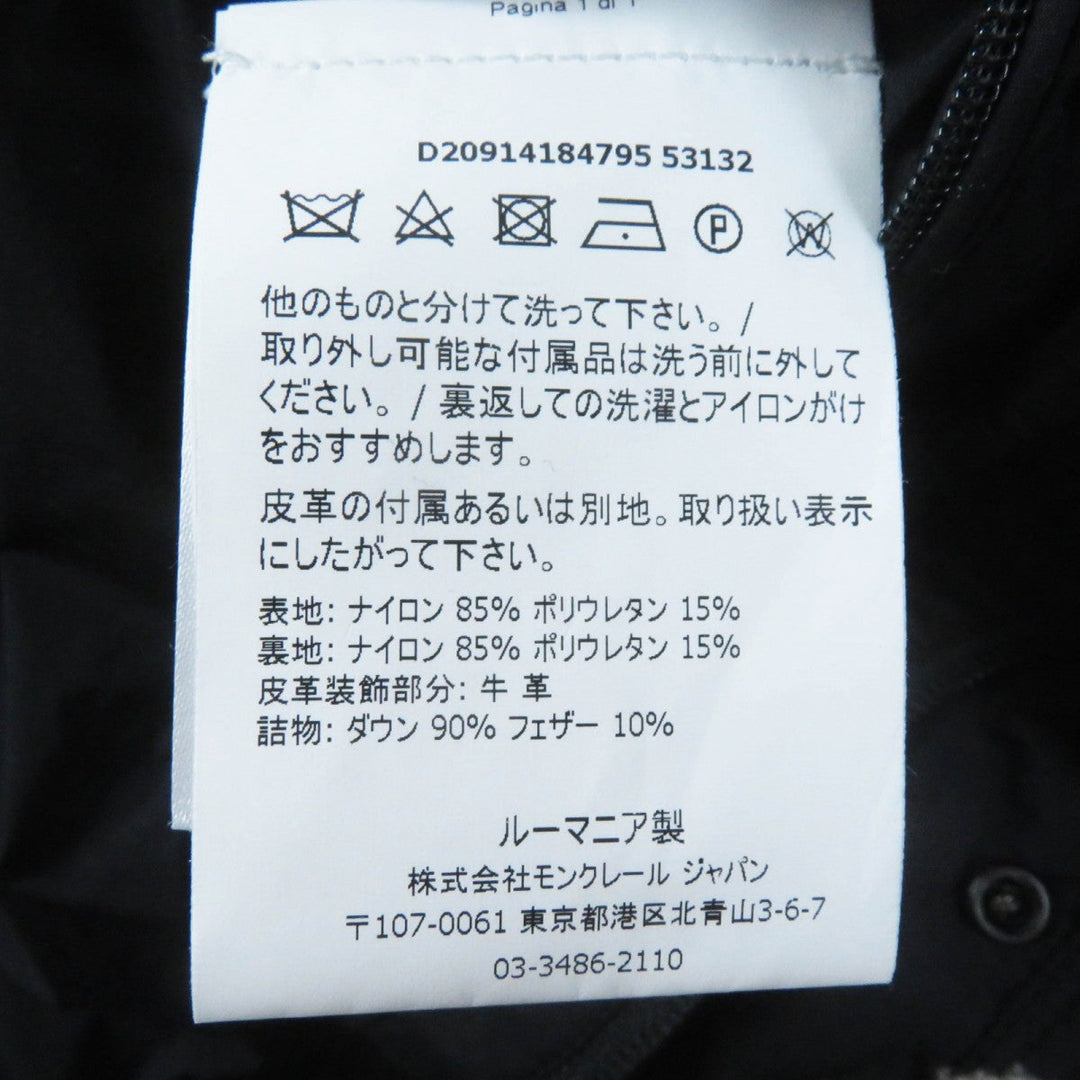 Pagina 1 di 1
D20914184795 53132
P W
他のものと分けて洗って下さい。 /
取り外し可能な付属品は洗う前に外して
ください。 / 裏返しての洗濯とアイロンがけ
をおすすめします。
皮革の付属あるいは別地。取り扱い表示
にしたがって下さい。
表地: ナイロン 85% ポリウレタン 15%
裏地: ナイロン 85% ポリウレタン 15%
皮革装飾部分: 牛 革
詰物: ダウン 90% フェザー 10%
ルーマニア製
株式会社モンクレール ジャパン
〒107-0061 東京都港区北青山3-6-7
03-3486-2110